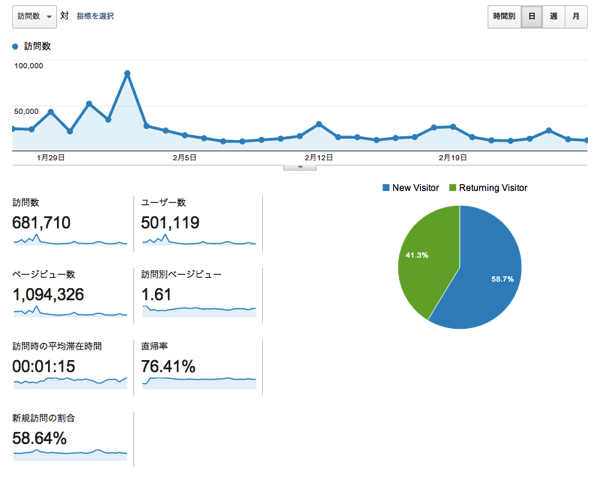 訪問数 対 指標を選択 時間別 日 週 月
訪問数
100,000
50,000
1月29日 2月5日 2月12日 2月19日
New Visitor Returning Visitor
訪問数 ユーザー数
681,710 501,119
41.3%
58.7%
ページビュー数 訪問別ページビュー
1,094,326 1.61
訪問時の平均滞在時間 直帰率
00:01:15 76.41%
新規訪問の割合
58.64%